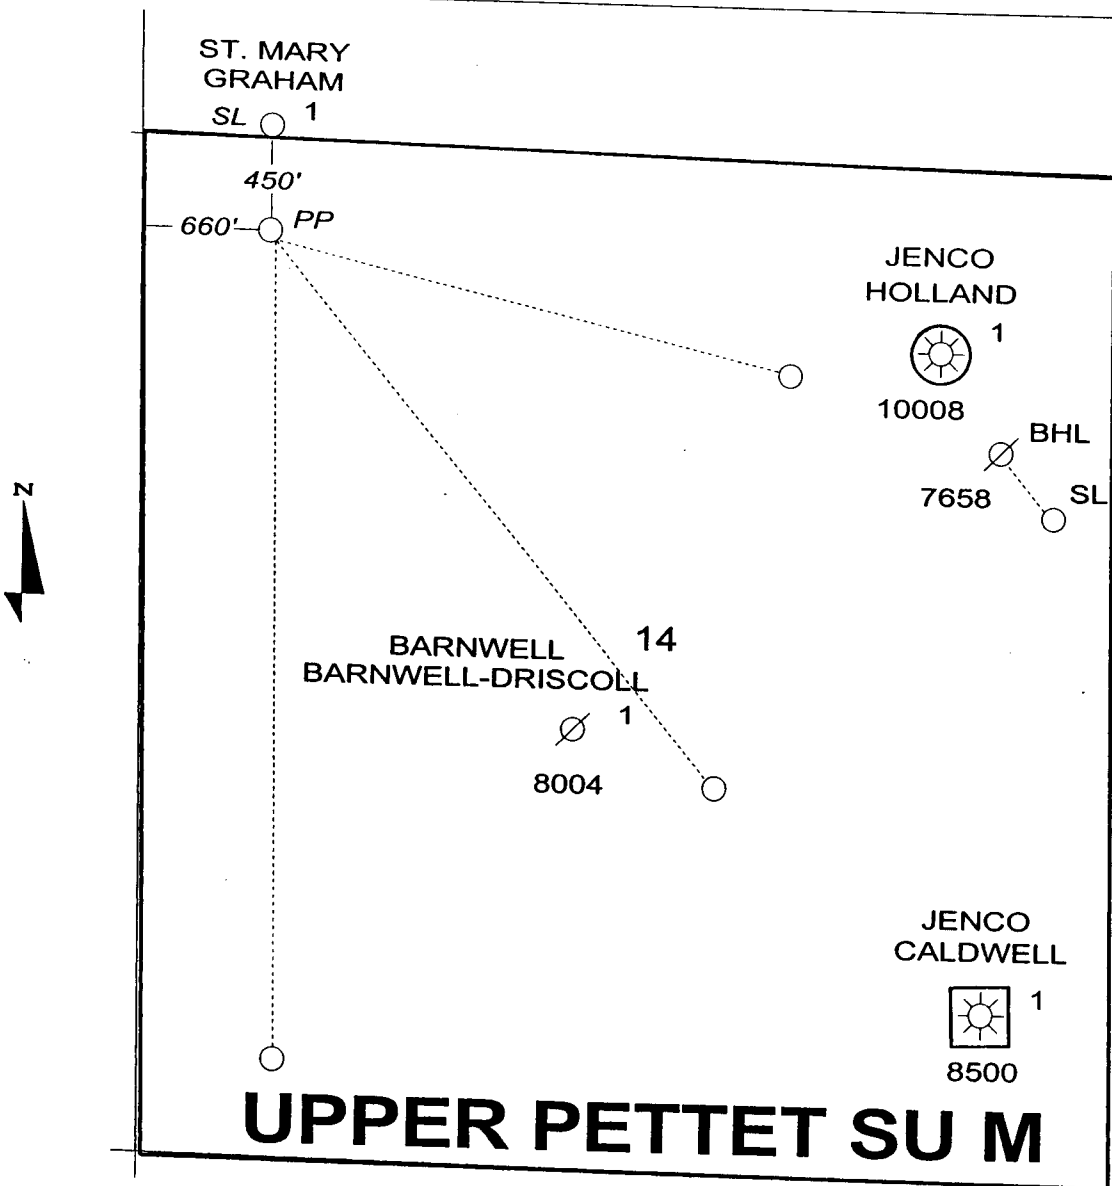 ST. MARY
GRAHAM
SL 1
450'
660' PP
JENCO
HOLLAND
1
10008
BHL
7658
SL
N
14
BARNWELL
BARNWELL-DRISCOLL
1
8004
JENCO
CALDWELL
1
8500
UPPER PETTET SU M